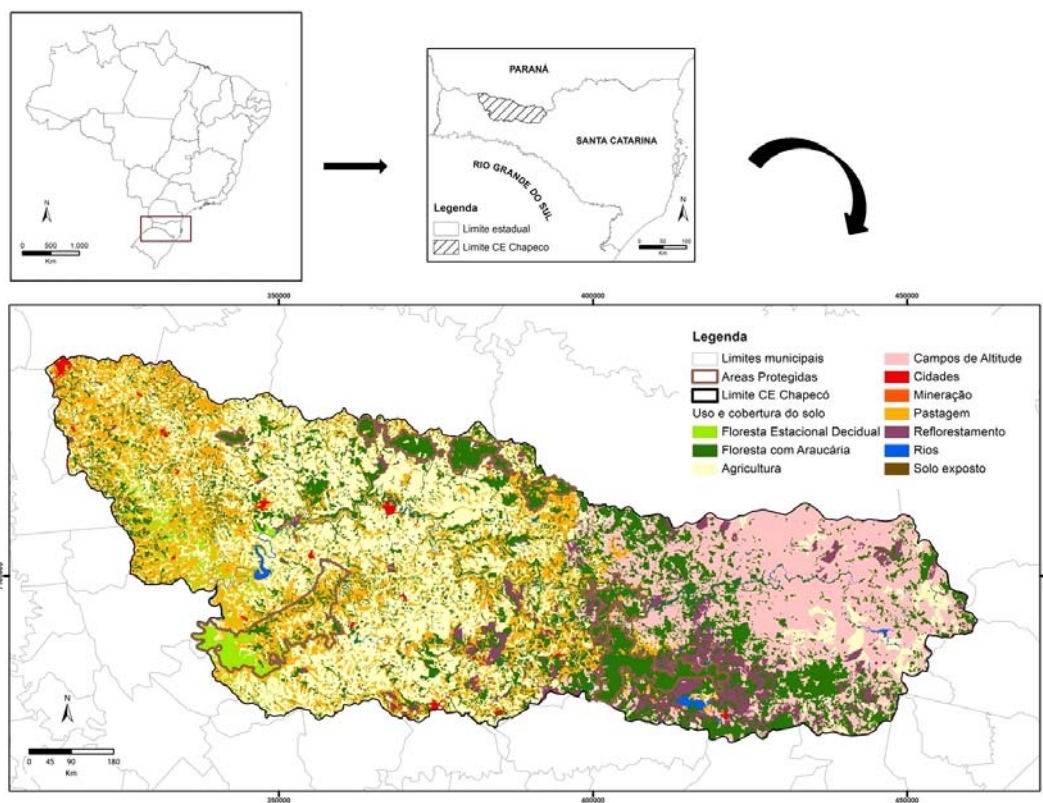 N
0 500 1.000
Km
PARANÁ
SANTA CATARINA
RIO GRANDE DO SUL
Legenda
Limite estadual
Limite CE Chapeco
N
0 50 100
Km
350000 400000 450000
Legenda
Limites municipais
Areas Protegidas
Limite CE Chapecó
Uso e cobertura do solo
Floresta Estacional Decidual
Floresta com Araucária
Agricultura
Campos de Altitude
Cidades
Mineração
Pastagem
Reflorestamento
Rios
Solo exposto
N
0 45 90 180
Km
350000 400000 450000